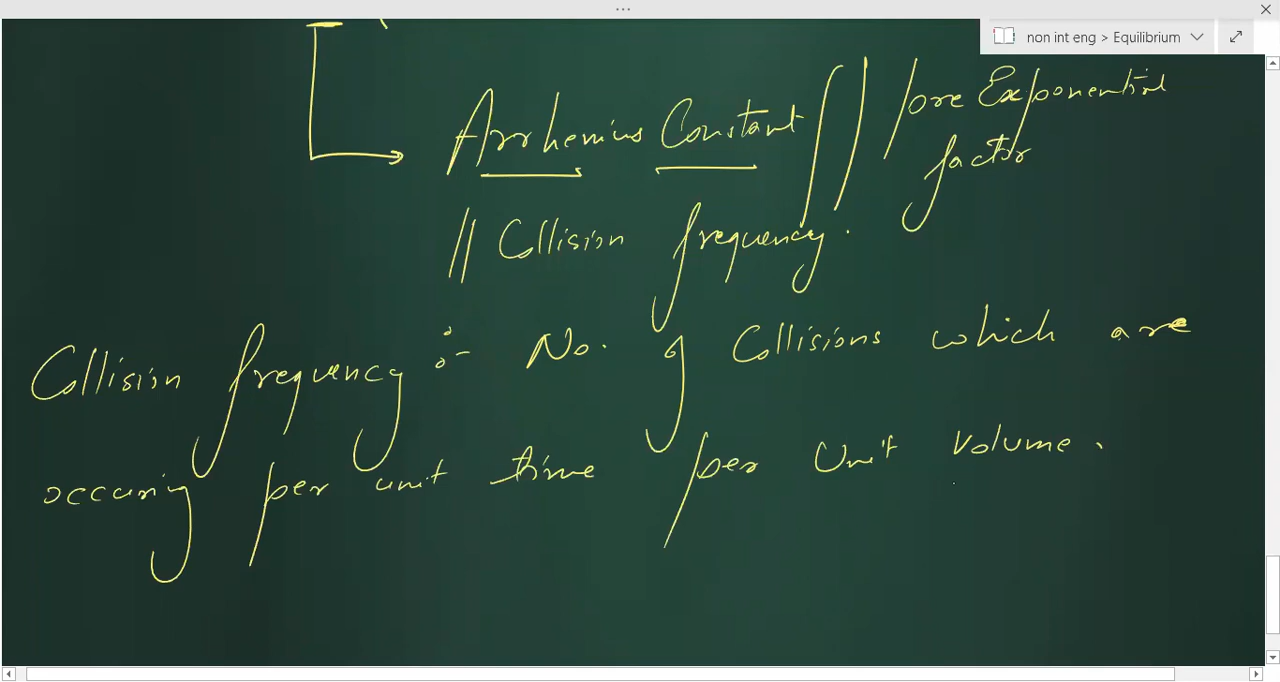 non int eng > Equilibrium
Arrhenius Constant // pore Exponential
factor
// Collision frequency.
Collision frequency :- No. of Collisions which are
occuring per unit time per Unit volume.